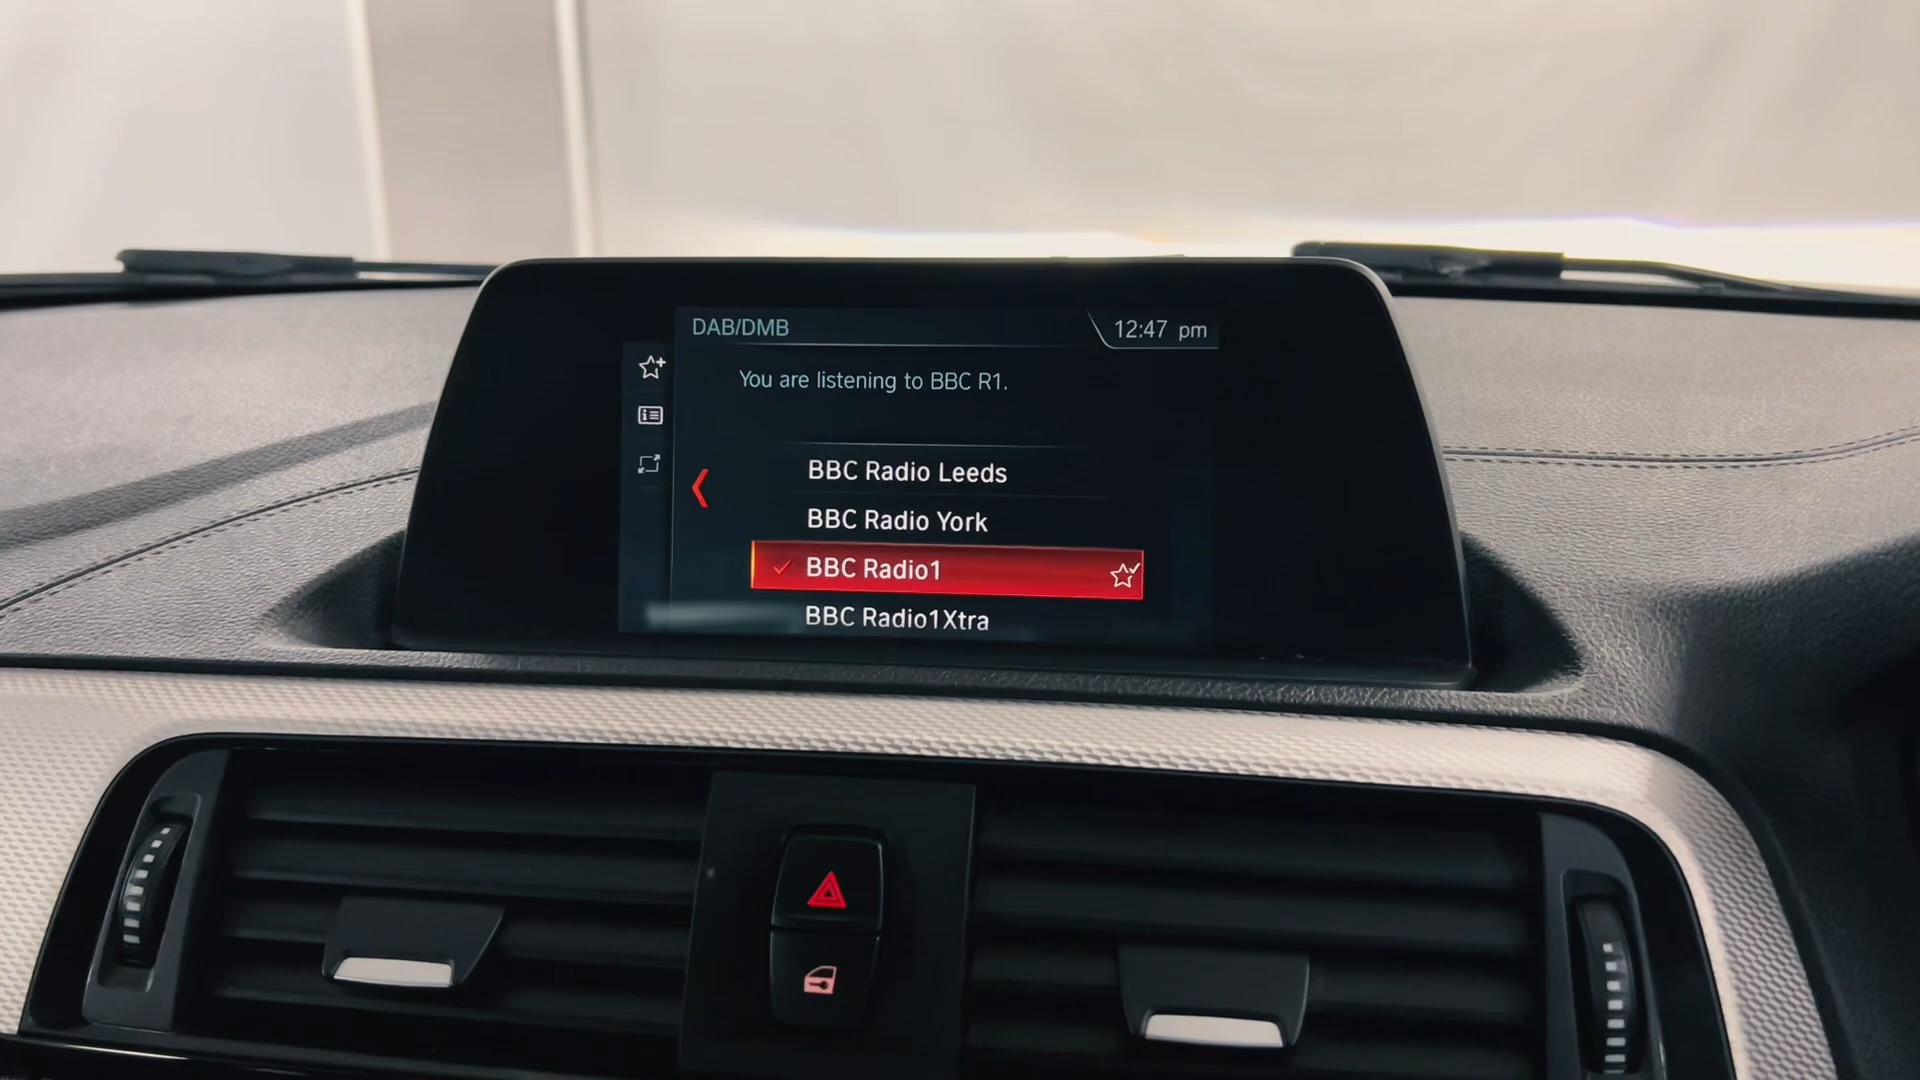 DAB/DMB
12:47 pm
You are listening to BBC R1.
BBC Radio Leeds
BBC Radio York
BBC Radio1
BBC Radio1Xtra